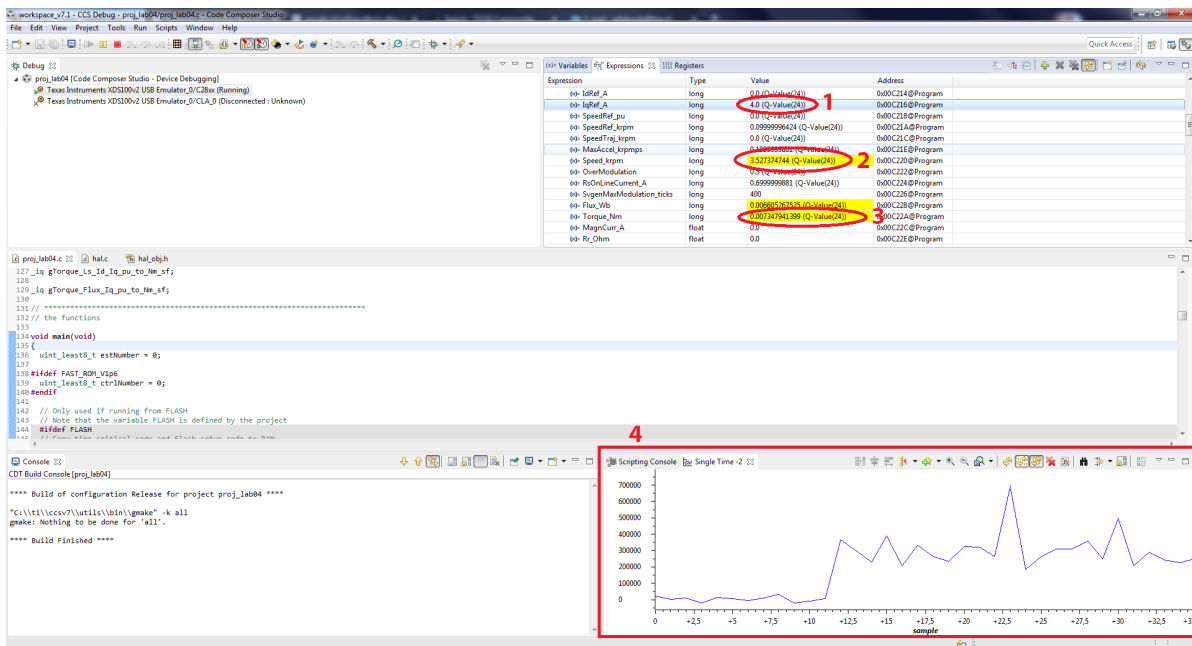 workspace_v7.1 - CCS Debug - proj_lab04/proj_lab04.c - Code Composer Studio
File Edit View Project Tools Run Scripts Window Help
Quick Access
Debug
proj_lab04 [Code Composer Studio - Device Debugging]
Texas Instruments XDS100v2 USB Emulator_0/C28xx (Running)
Texas Instruments XDS100v2 USB Emulator_0/CLA_0 (Disconnected : Unknown)
(x)= Variables Expressions Registers
Expression Type Value Address
(x)= IdRef_A long 0.0 (Q-Value(24)) 0x00C214@Program
(x)= IqRef_A long 4.0 (Q-Value(24)) 0x00C216@Program
1
(x)= SpeedRef_pu long 0.0 (Q-Value(24)) 0x00C218@Program
(x)= SpeedRef_krpm long 0.09999996424 (Q-Value(24)) 0x00C21A@Program
(x)= SpeedTraj_krpm long 0.0 (Q-Value(24)) 0x00C21C@Program
(x)= MaxAccel_krpmps long (Q-Value(24)) 0x00C21E@Program
(x)= Speed_krpm long 3.527374744 (Q-Value(24)) 0x00C220@Program
2
(x)= OverModulation long 0.5 (Q-Value(24)) 0x00C222@Program
(x)= RsOnLineCurrent_A long 0.6999999881 (Q-Value(24)) 0x00C224@Program
(x)= SvgenMaxModulation_ticks long 400 0x00C226@Program
(x)= Flux_Wb long 0.006605267525 (Q-Value(24)) 0x00C228@Program
(x)= Torque_Nm long 0.007347941399 (Q-Value(24)) 0x00C22A@Program
3
(x)= MagnCurr_A float 0.0 0x00C22C@Program
(x)= Rr_Ohm float 0.0 0x00C22E@Program
proj_lab04.c hal.c hal_obj.h
127 _iq gTorque_Ls_Id_Iq_pu_to_Nm_sf;
128
129 _iq gTorque_Flux_Iq_pu_to_Nm_sf;
130
131 // **************************************************************************
132 // the functions
133
134 void main(void)
135 {
136 uint_least8_t estNumber = 0;
137
138 #ifdef FAST_ROM_V1p6
139 uint_least8_t ctrlNumber = 0;
140 #endif
141
142 // Only used if running from FLASH
143 // Note that the variable FLASH is defined by the project
144 #ifdef FLASH
145 // Copy time critical code and Flash setup code to RAM
4
Console
CDT Build Console [proj_lab04]
**** Build of configuration Release for project proj_lab04 ****
"C:\\ti\\ccsv7\\utils\\bin\\gmake" -k all
gmake: Nothing to be done for 'all'.
**** Build Finished ****
Scripting Console Single Time -2
700000
600000
500000
400000
300000
200000
100000
0
0 +2,5 +5 +7,5 +10 +12,5 +15 +17,5 +20 +22,5 +25 +27,5 +30 +32,5
sample